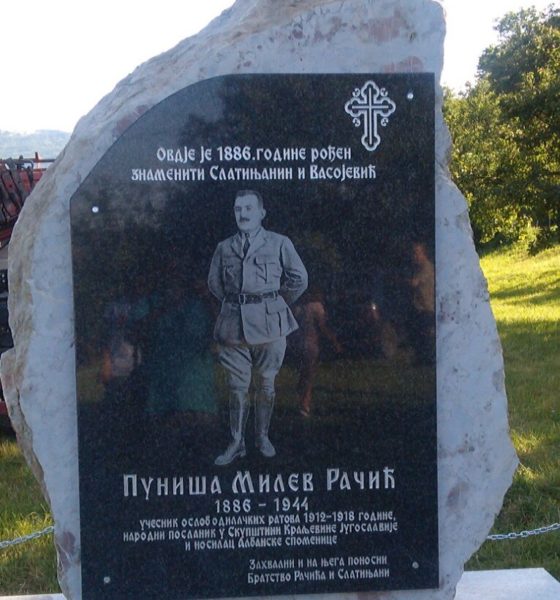 Овдје је 1886. године рођен
знаменити Слатињанин и Васојевић
Пуниша Милев Рачић
1886 - 1944
учесник ослободилачких ратова 1912-1918 године,
народни посланик у Скупштини Краљевине Југославије
и носилац Албанске споменице
Захвални и на њега поносни
Братство Рачића и Слатињани